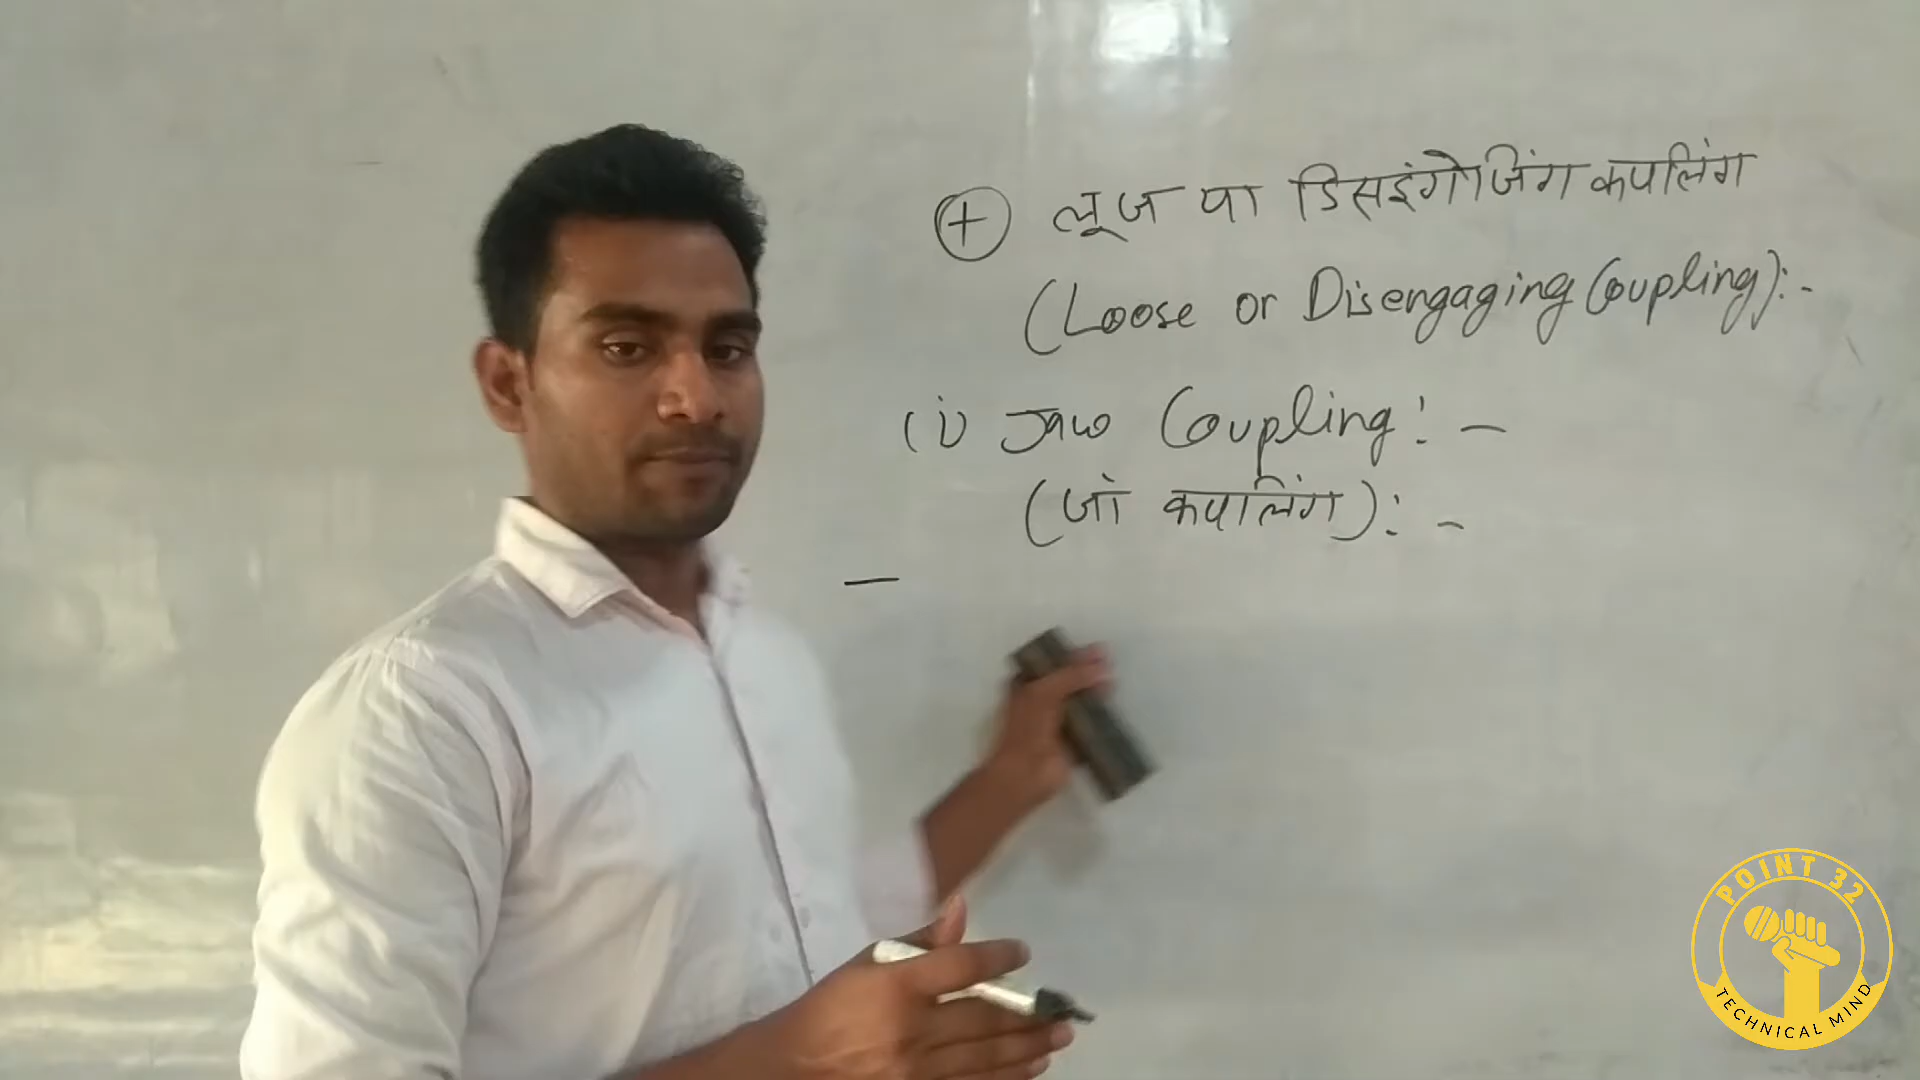 ⊕ लूज या डिसइंगेजिंग कपलिंग
(Loose or Disengaging Coupling):-
(i) Jaw Coupling:-
(जॉ कपलिंग):-
POINT 32
TECHNICAL MIND